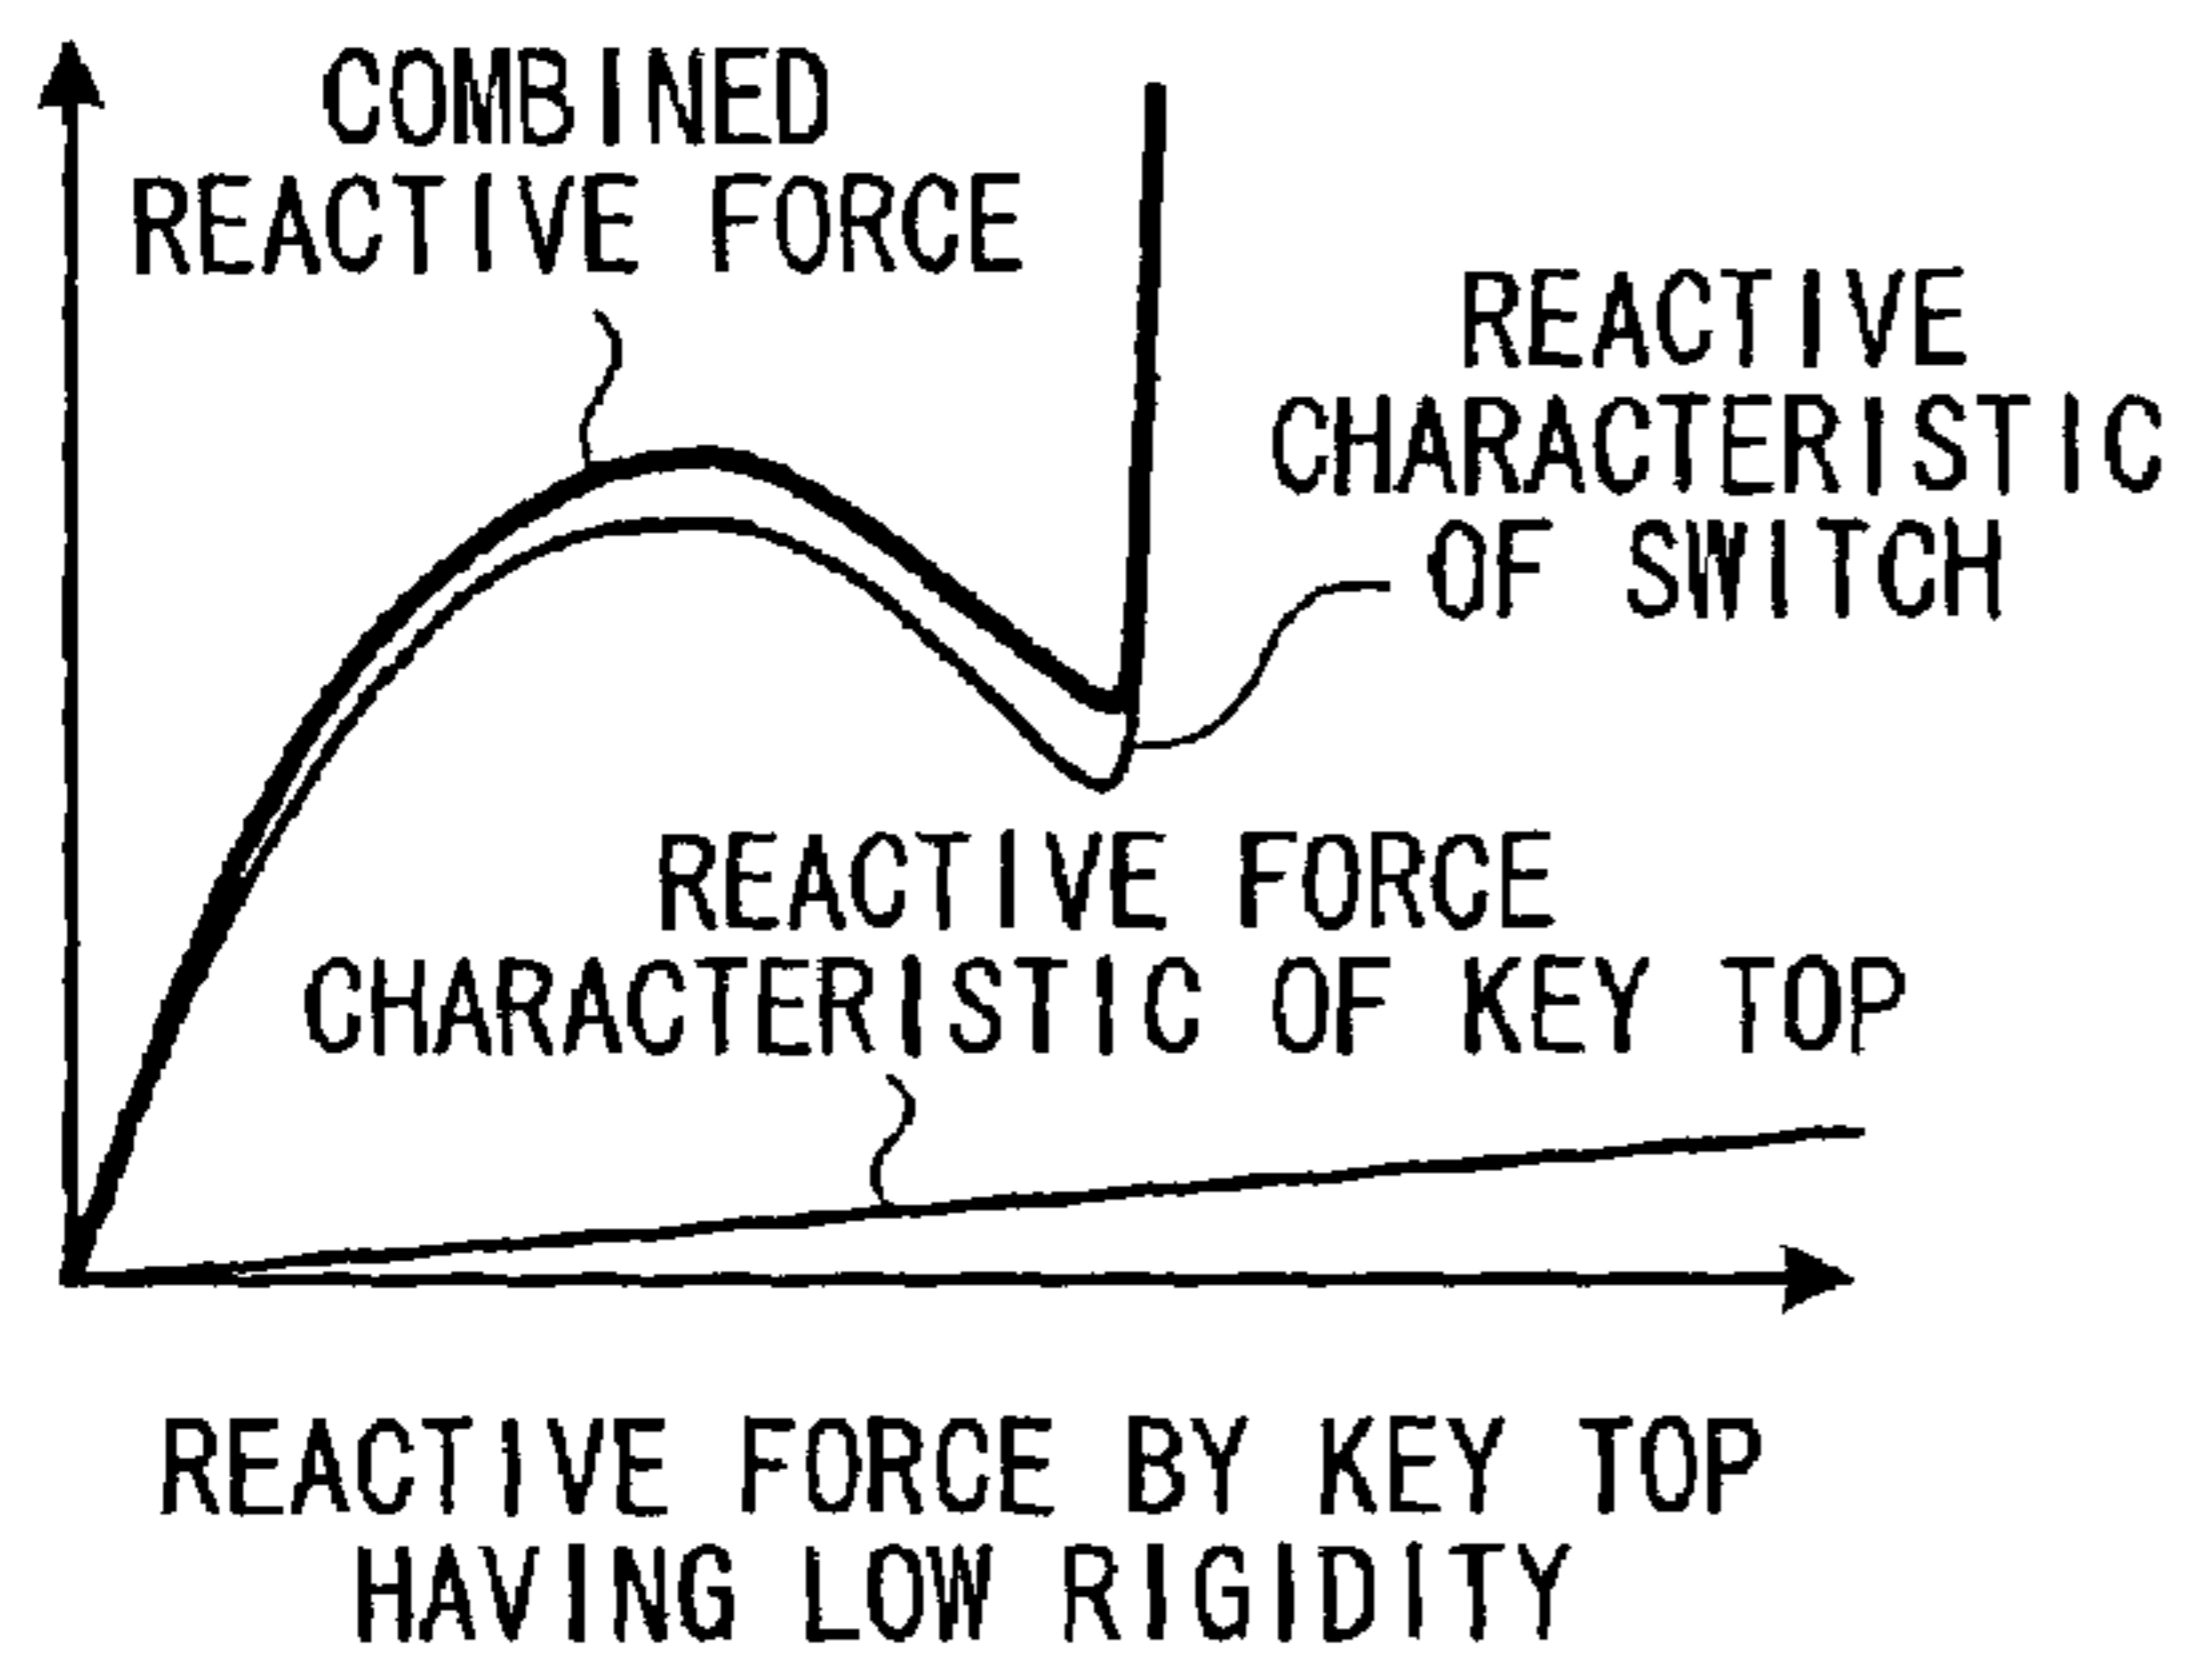 COMBINED
REACTIVE FORCE
REACTIVE
CHARACTERISTIC
OF SWITCH
REACTIVE FORCE
CHARACTERISTIC OF KEY TOP
REACTIVE FORCE BY KEY TOP
HAVING LOW RIGIDITY